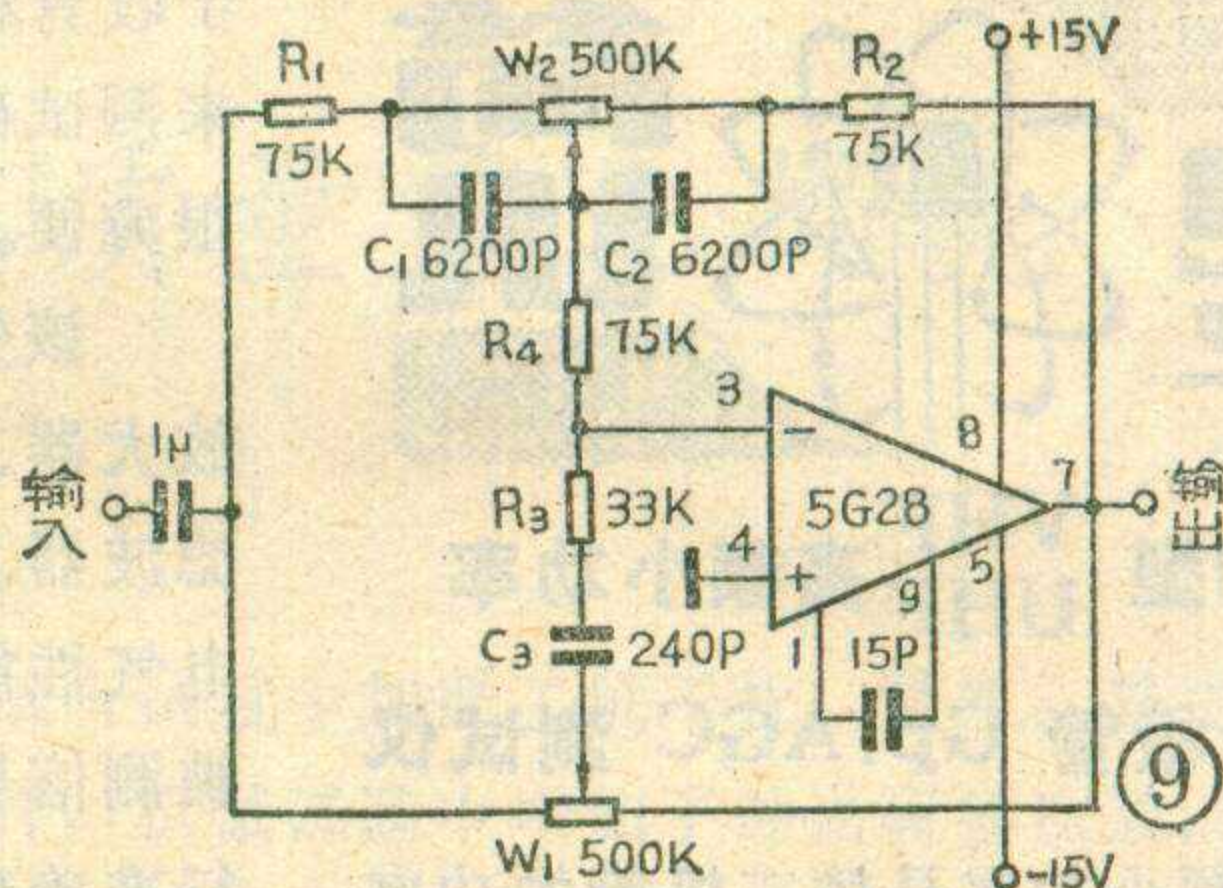 R₁
75K
W₂ 500K
R₂
75K
+15V
C₁ 6200P
C₂ 6200P
R₄ 75K
3
−
8
1μ
输入
R₃ 33K
4
+
5G28
7
输出
9
5
C₃ 240P
1
15P
W₁ 500K
-15V
⑨